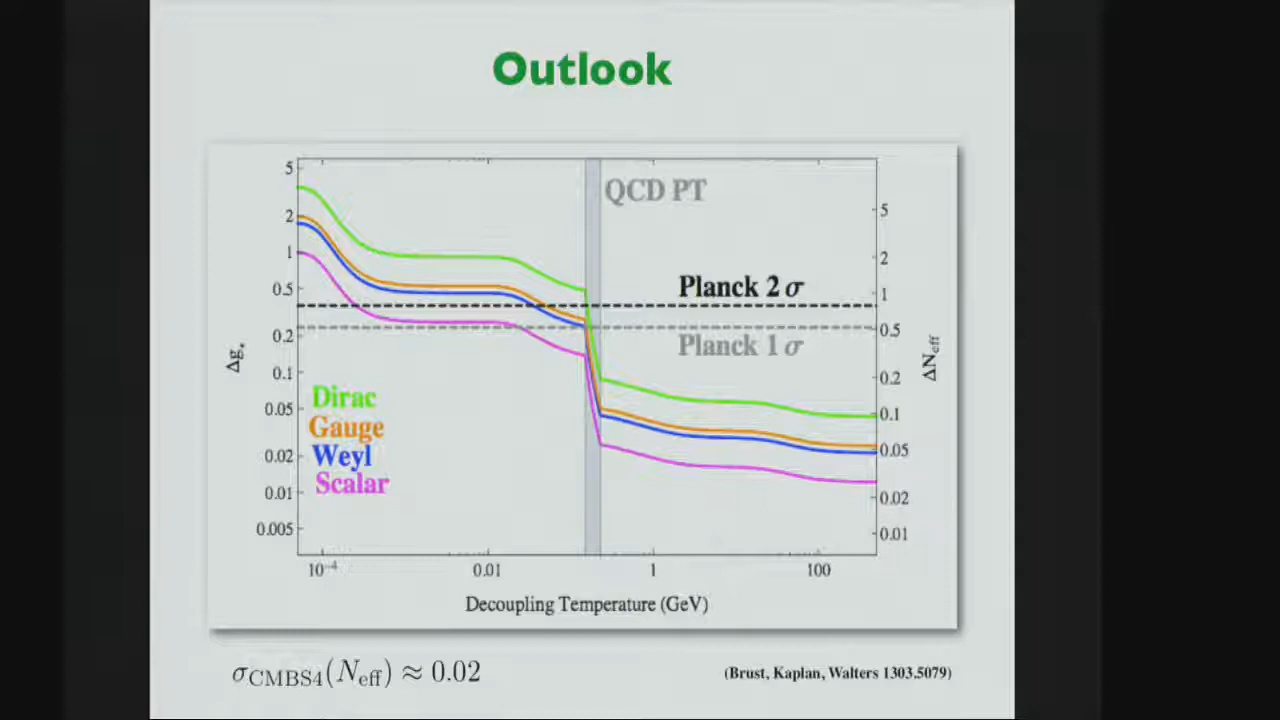 Outlook
QCD PT
Planck 2 σ
Planck 1 σ
Dirac
Gauge
Weyl
Scalar
5
2
1
0.5
0.2
0.1
0.05
0.02
0.01
0.005
Δg*
5
2
1
0.5
0.2
0.1
0.05
0.02
0.01
ΔNeff
10⁻⁴
0.01
1
100
Decoupling Temperature (GeV)
σCMBS4(Neff) ≈ 0.02
(Brust, Kaplan, Walters 1303.5079)